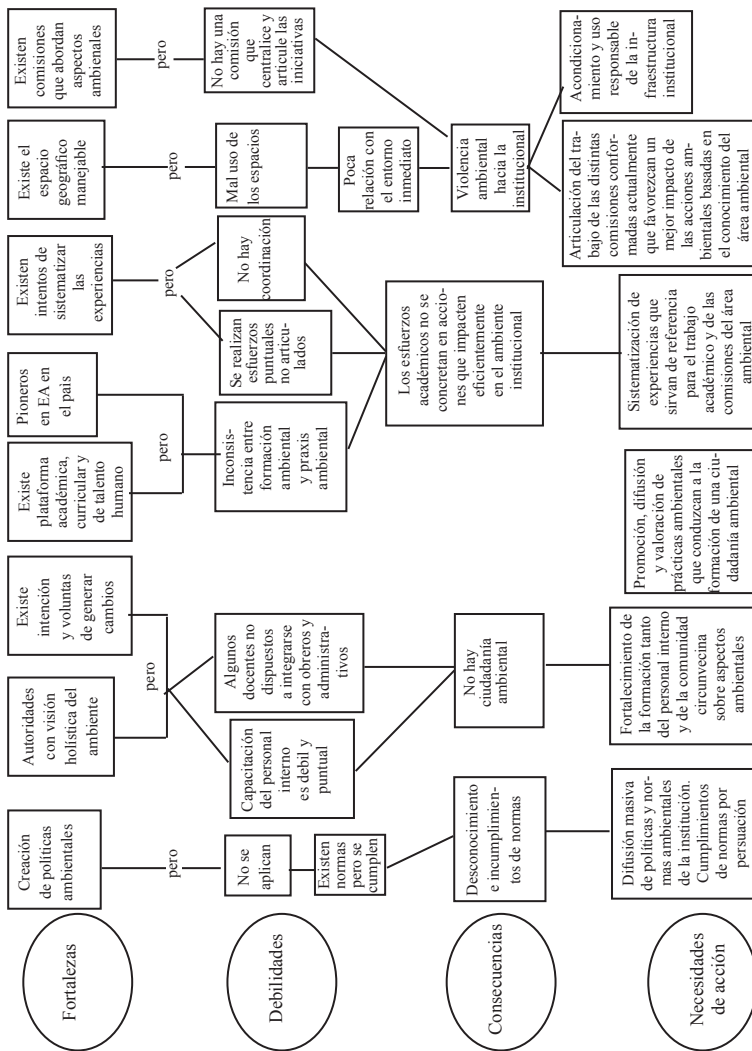 Fortalezas
Creación
de políticas
ambientales
Autoridades
con visión
holística del
ambiente
Existe
intención
y voluntas
de generar
cambios
Existe
plataforma
académica,
curricular y
de talento
humano
Pioneros
en EA en
el pais
Existen
intentos de
sistematizar
las
experiencias
Existe el
espacio
geográfico
manejable
Existen
comisiones
que abordan
aspectos
ambienales
pero
pero
pero
pero
pero
pero
Debilidades
No se
aplican
Existen
normas
pero se
cumplen
Capacitación
del personal
interno
es debil y
puntual
Algunos
docentes no
dispuestos
a integrarse
con obreros y
administra-
tivos
Inconsis-
tencia entre
formación
ambiental
y praxis
ambiental
Se realizan
esfuerzos
puntuales
no articu-
lados
No hay
coordinación
Mal uso de
los espacios
Poca
relación con
el entorno
inmediato
No hay una
comisión
que
centralice y
articule las
iniciativas
Consecuencias
Desconocimiento
e incumplimien-
tos de normas
No hay
ciudadanía
ambiental
Los esfuerzos
académicos no se
concretan en accio-
nes que impacten
eficientemente
en el ambiente
institucional
Violencia
ambiental
hacia la
institucional
Necesidades
de acción
Difusión masiva
de políticas y nor-
mas ambientales
de la institución.
Cumplimientos
de normas por
persuación
Fortalecimiento de
la formación tanto
del personal interno
y de la comunidad
circunvecina
sobre aspectos
ambientales
Promoción, difusión
y valoración de
prácticas ambientales
que conduzcan a la
formación de una ciu-
dadanía ambiental
Sistematización de
experiencias que
sirvan de referencia
para el trabajo
académico y de las
comisiones del área
ambiental
Articulación del tra-
bajo de las distintas
comisiones confor-
madas actualmente
que favorezcan un
mejor impacto de
las acciones am-
bientales basadas en
el conocimiento del
área ambiental
Acondiciona-
miento y uso
responsable
de la in-
fraestructura
institucional